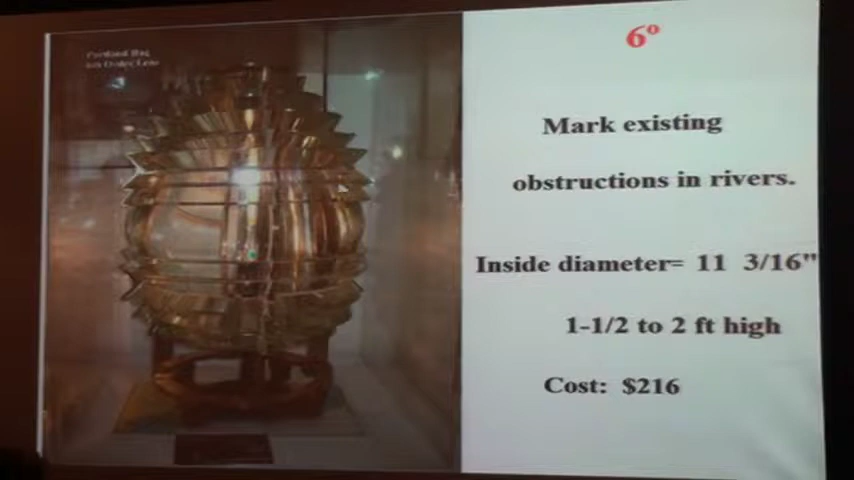 6º
Mark existing
obstructions in rivers.
Inside diameter= 11 3/16"
1-1/2 to 2 ft high
Cost: $216